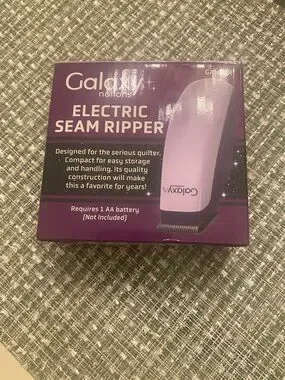 Galaxy
notions
ELECTRIC
SEAM RIPPER
Designed for the serious quilter.
Compact for easy storage
and handling. Its quality
construction will make
this a favorite for years!
Requires 1 AA battery
(Not Included)
Galaxy